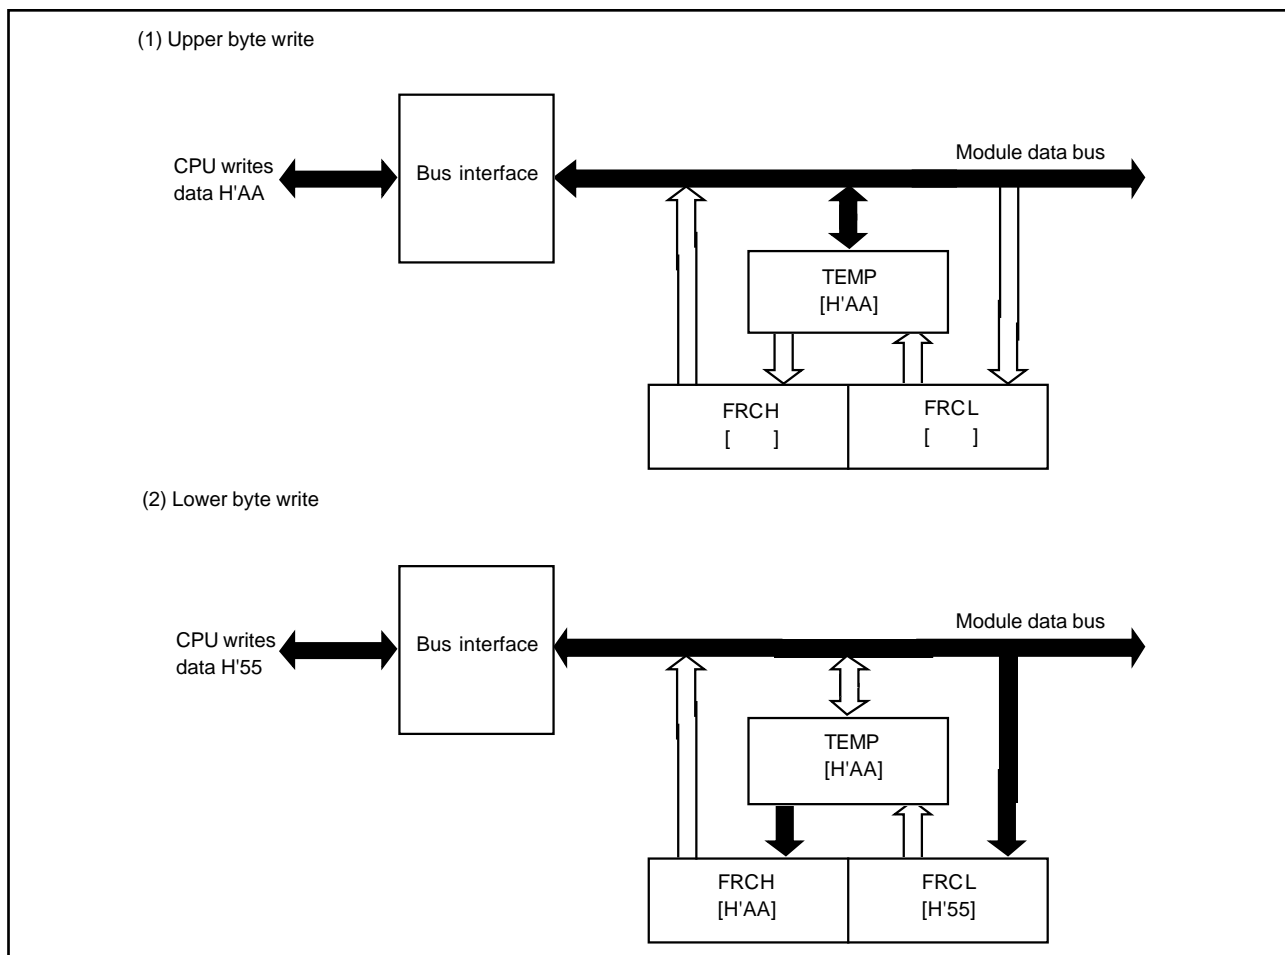 (1) Upper byte write
CPU writes
data H'AA
Bus interface
Module data bus
TEMP
[H'AA]
FRCH
[ ]
FRCL
[ ]
(2) Lower byte write
CPU writes
data H'55
Bus interface
Module data bus
TEMP
[H'AA]
FRCH
[H'AA]
FRCL
[H'55]